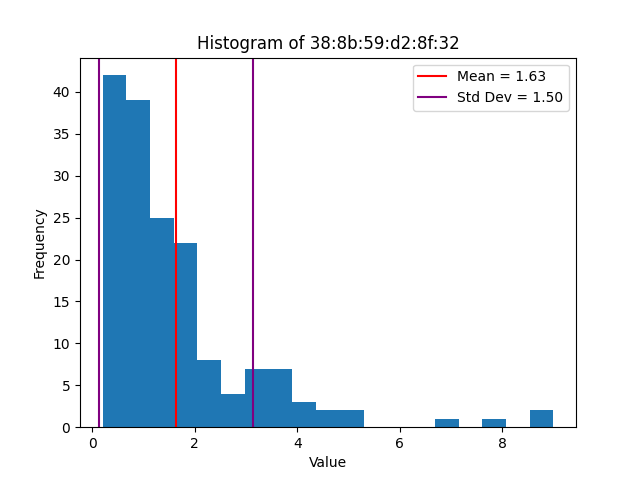 Histogram of 38:8b:59:d2:8f:32
Mean = 1.63
Std Dev = 1.50
Frequency
40
35
30
25
20
15
10
5
0
0 2 4 6 8
Value